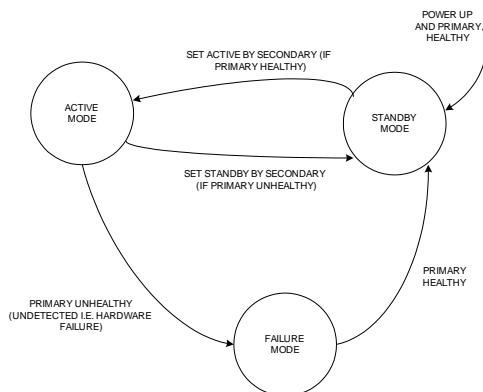 POWER UP
AND PRIMARY,
HEALTHY
SET ACTIVE BY SECONDARY (IF
PRIMARY HEALTHY)
ACTIVE
MODE
STANDBY
MODE
SET STANDBY BY SECONDARY
(IF PRIMARY UNHEALTHY)
PRIMARY
HEALTHY
PRIMARY UNHEALTHY
(UNDETECTED I.E. HARDWARE
FAILURE)
FAILURE
MODE